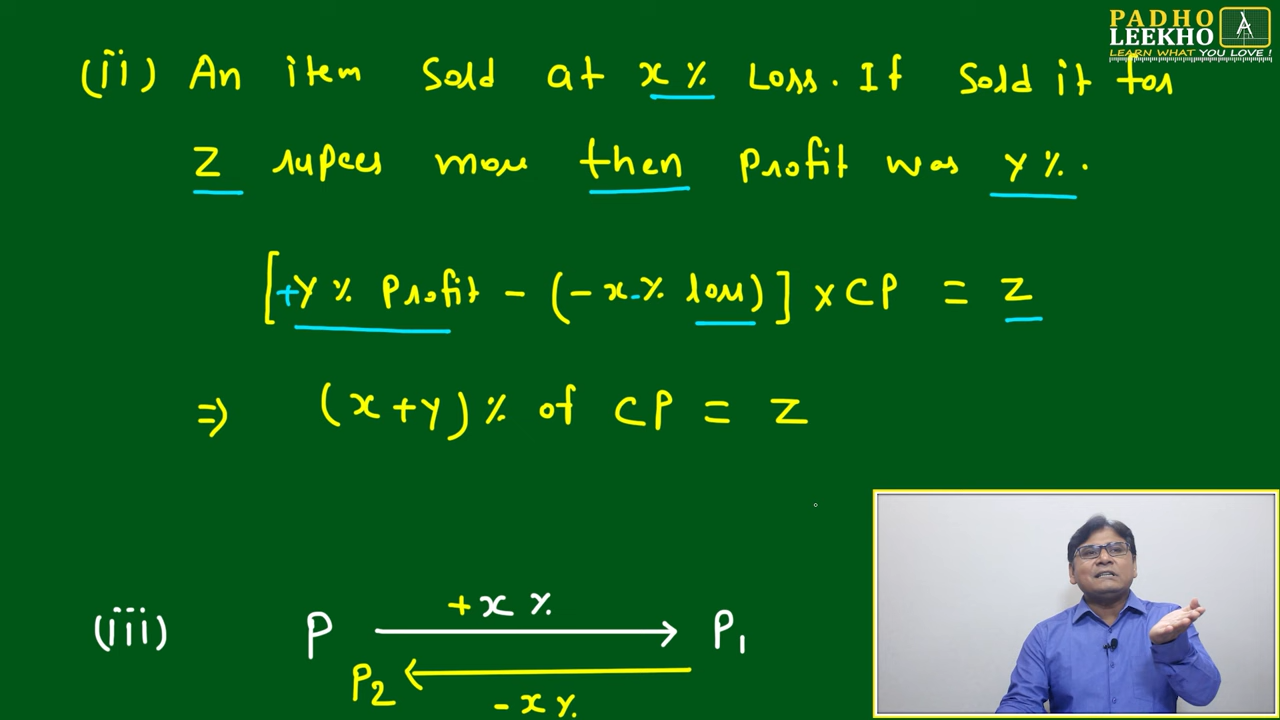 PADHO
LEEKHO
LEARN WHAT YOU LOVE !
(ii) An item Sold at x % Loss. If Sold it for
Z rupees more then Profit was Y %.
[+Y % Profit - (-x % loss)] x CP = Z
⇒ (x+y) % of CP = Z
(iii) P +x % P₁
P₂ -x %